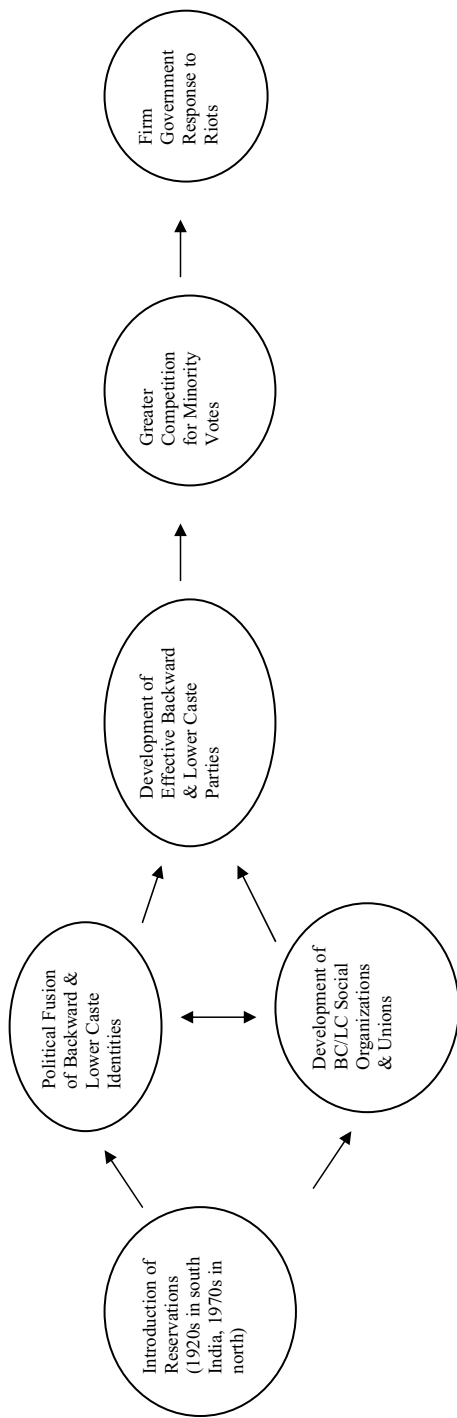 Introduction of
Reservations
(1920s in south
India, 1970s in
north)
Political Fusion
of Backward &
Lower Caste
Identities
Development of
BC/LC Social
Organizations
& Unions
Development of
Effective Backward
& Lower Caste
Parties
Greater
Competition
for Minority
Votes
Firm
Government
Response to
Riots